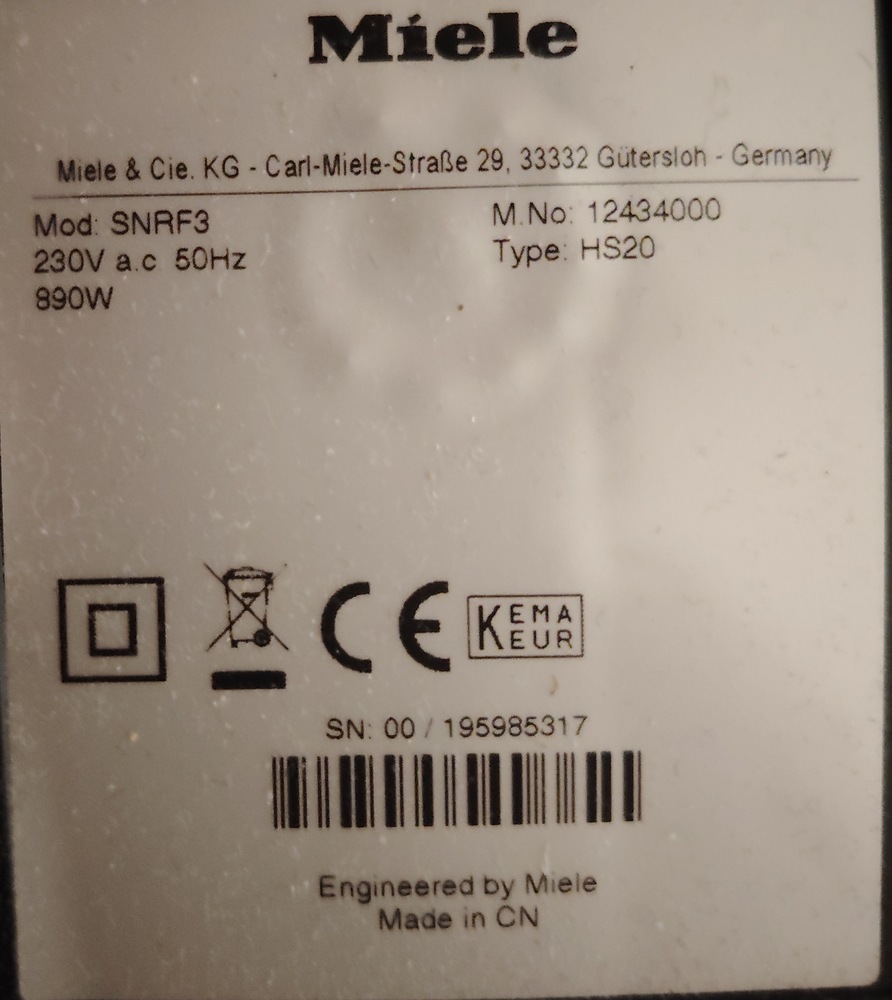 Miele
Miele & Cie. KG - Carl-Miele-Straße 29, 33332 Gütersloh - Germany
Mod: SNRF3 M.No: 12434000
230V a.c 50Hz Type: HS20
890W
CE KEMA
KEUR
SN: 00 / 195985317
Engineered by Miele
Made in CN